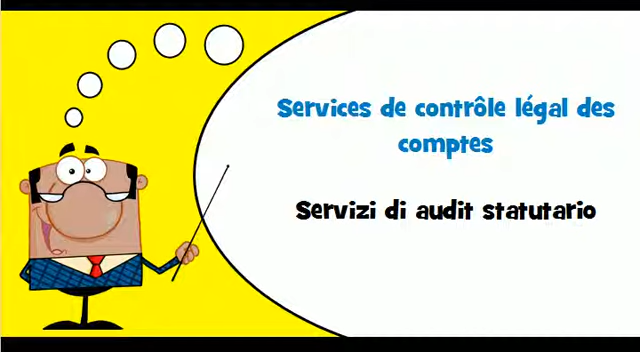 Services de contrôle légal des
comptes
Servizi di audit statutario